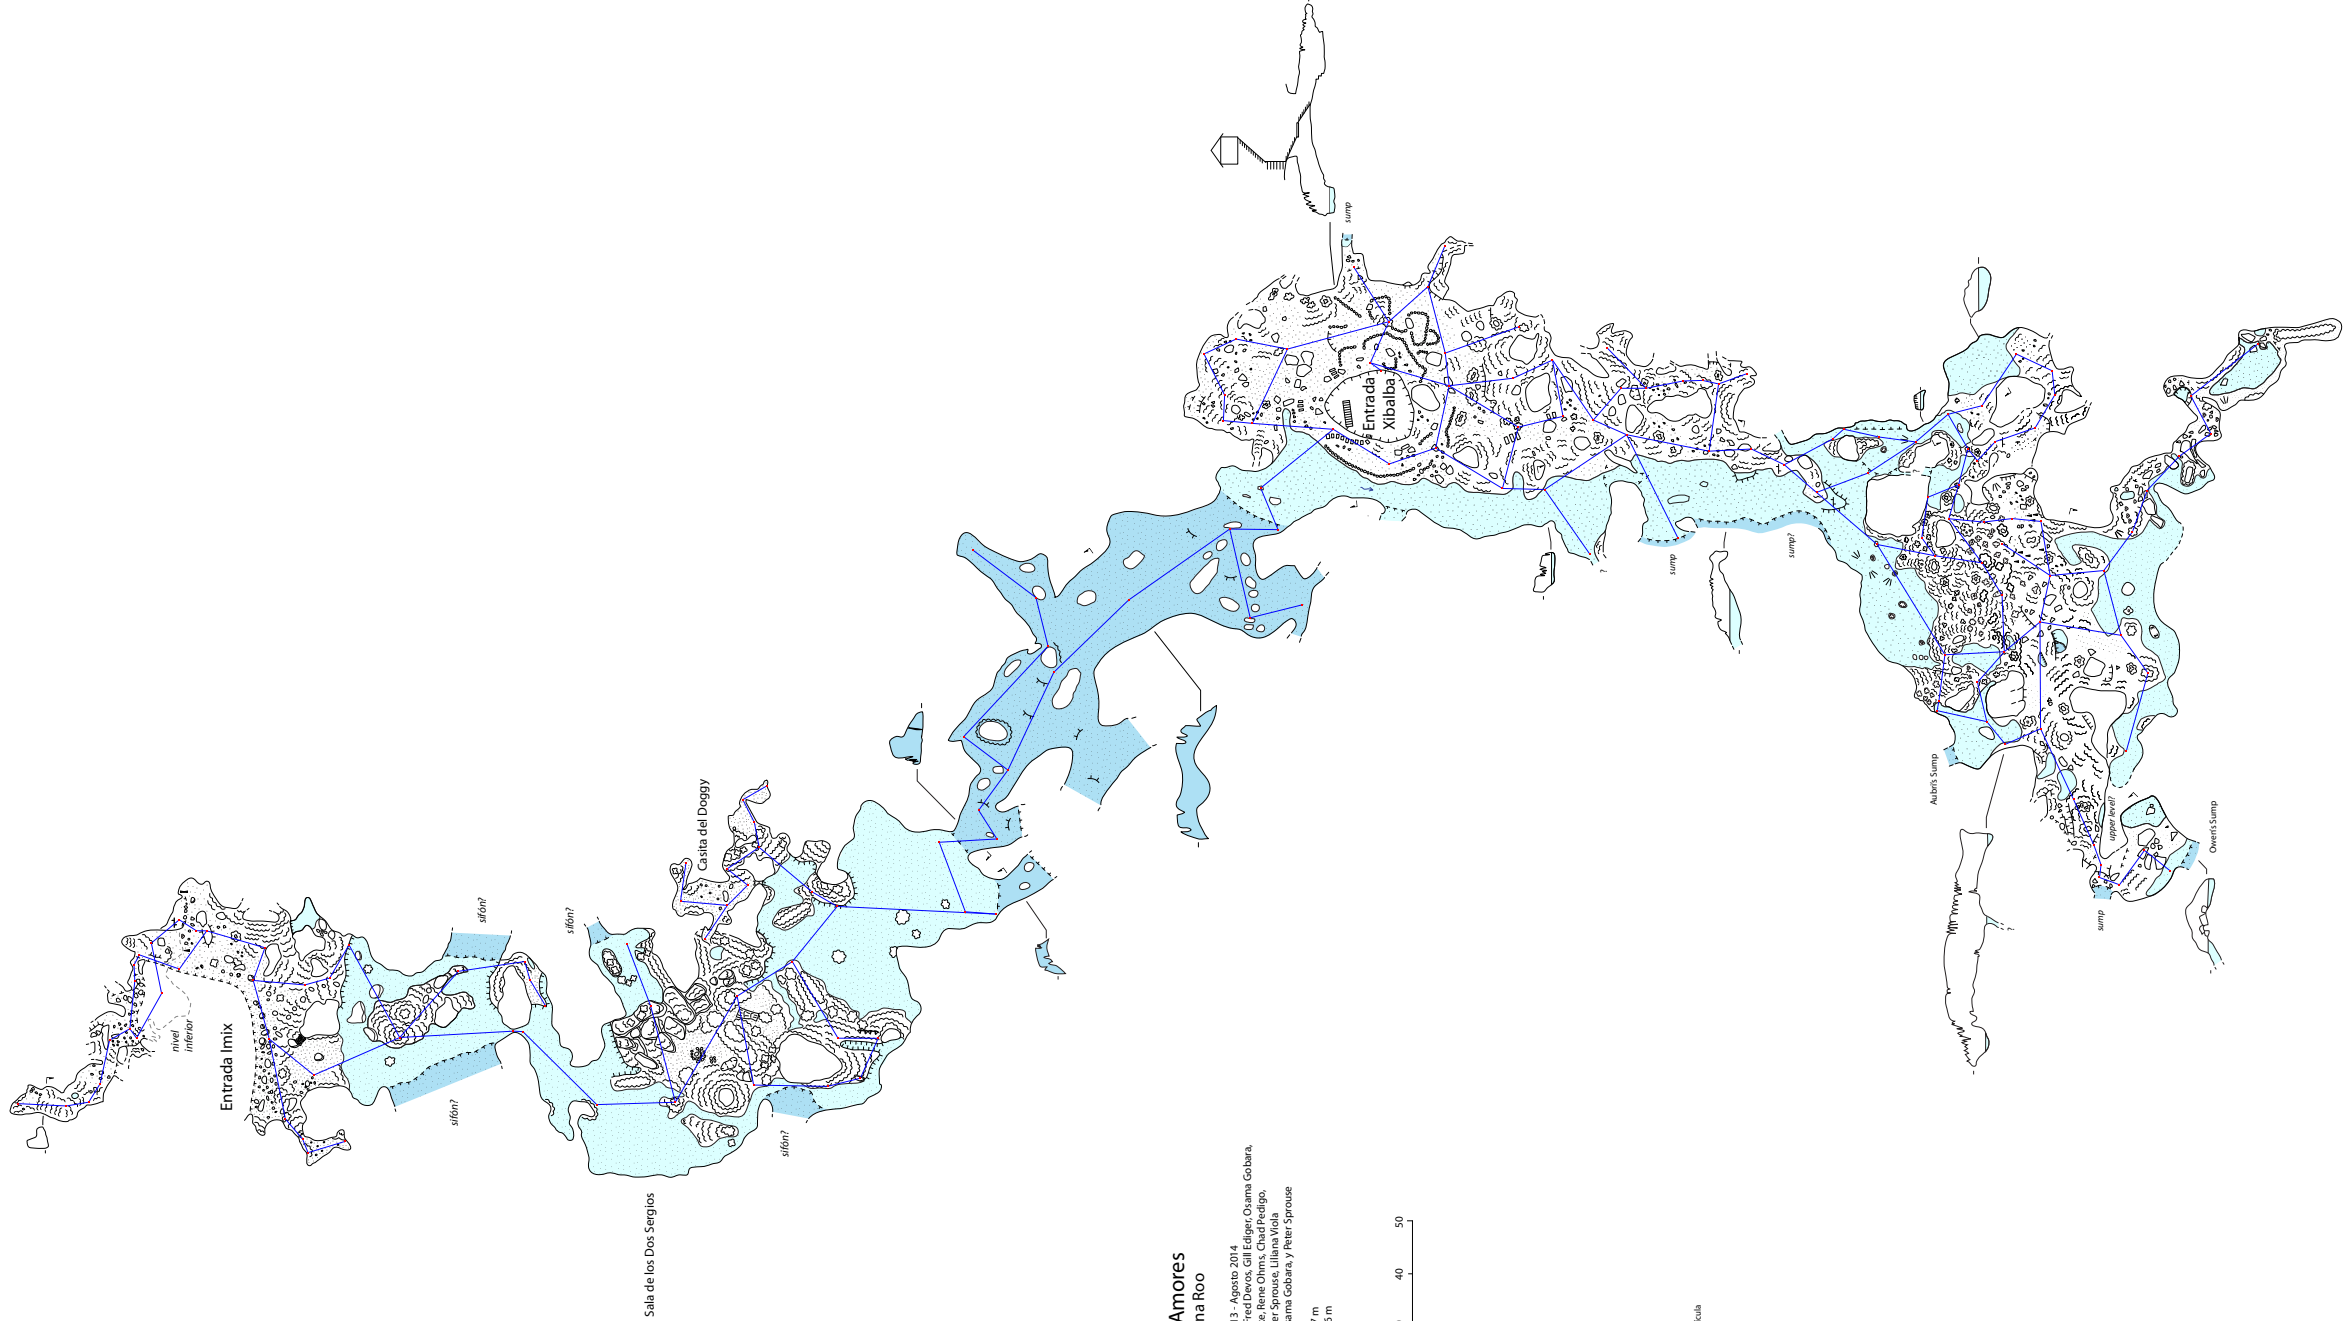 sump
Entrada
Xibalba
?
sump
sump?
Casita del Doggy
Aubri's Sump
upper level?
Owen's Sump
sump
?
sifón?
sifón?
nivel
inferior
Entrada Imix
sifón?
sifón?
Sala de los Dos Sergios
Amores
na Roo
13 - Agosto 2014
Fred Devos, Gill Ediger, Osama Gobara,
e, Rene Ohms, Chad Pedigo,
er Sprouse, Liliana Viola
ama Gobara, y Peter Sprouse
7 m
6 m
50
40